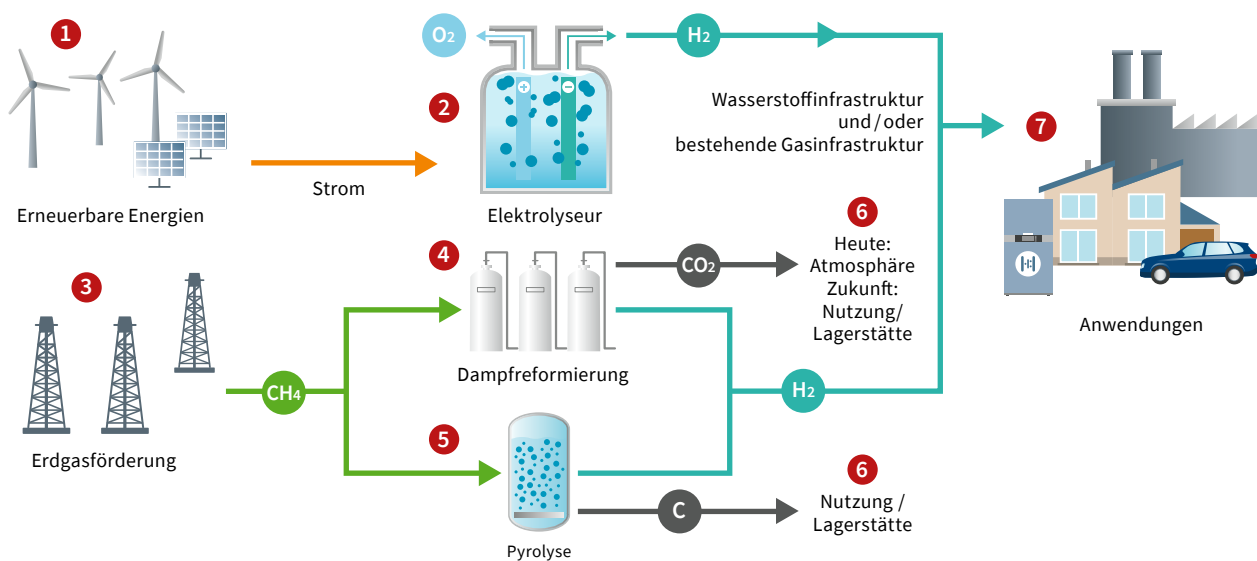 1
Erneuerbare Energien
Strom
2
O2
H2
+
−
Elektrolyseur
Wasserstoffinfrastruktur
und/oder
bestehende Gasinfrastruktur
3
Erdgasförderung
CH4
4
Dampfreformierung
CO2
6
Heute:
Atmosphäre
Zukunft:
Nutzung/
Lagerstätte
H2
5
Pyrolyse
C
6
Nutzung /
Lagerstätte
7
H
Anwendungen